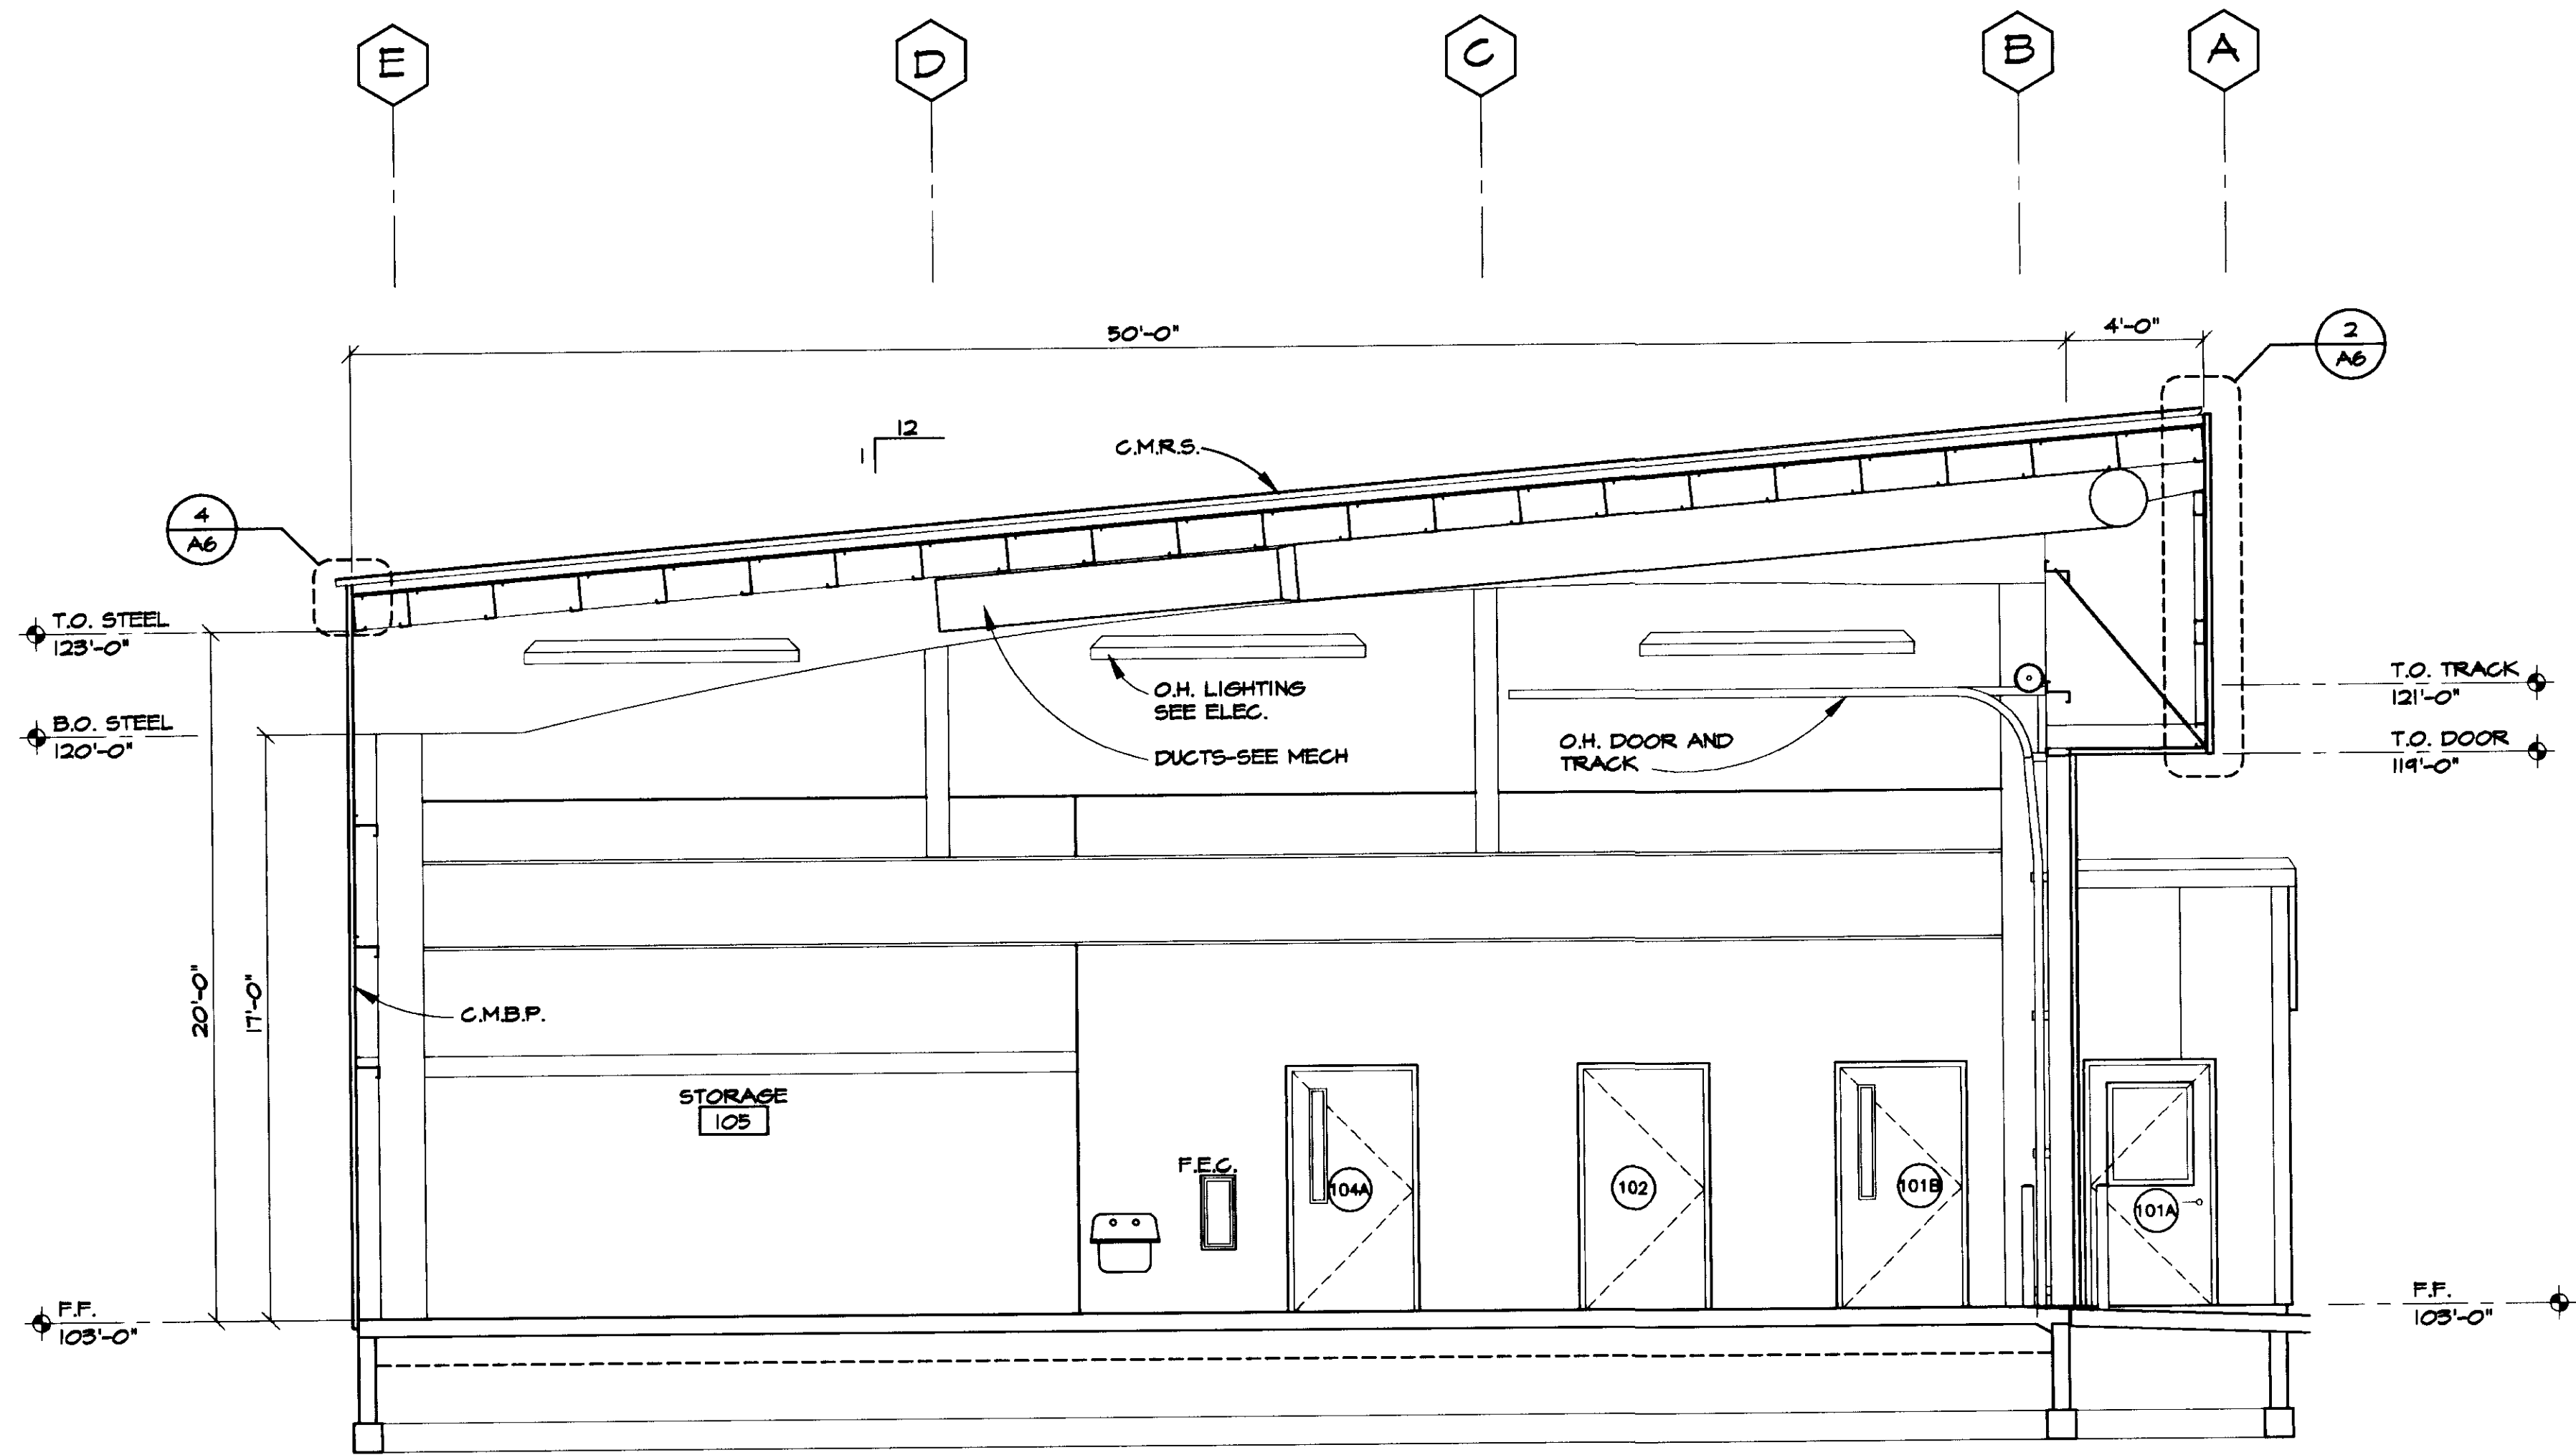 E
D
C
B
A
50'-0"
4'-0"
2
A6
12
1
C.M.R.S.
4
A6
T.O. STEEL
123'-0"
B.O. STEEL
120'-0"
O.H. LIGHTING
SEE ELEC.
DUCTS-SEE MECH
O.H. DOOR AND
TRACK
T.O. TRACK
121'-0"
T.O. DOOR
119'-0"
20'-0"
17'-0"
C.M.B.P.
STORAGE
105
F.E.C.
104A
102
101B
101A
F.F.
103'-0"
F.F.
103'-0"